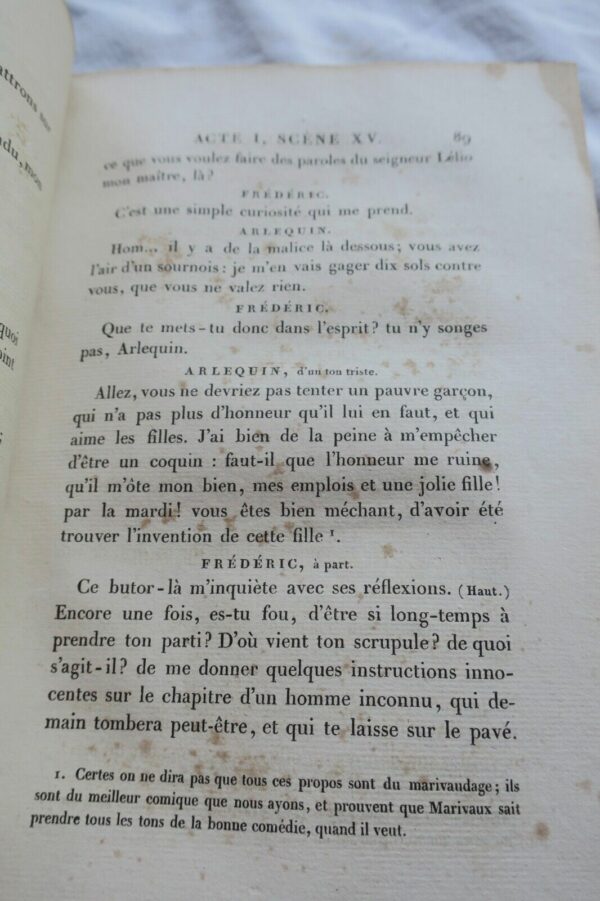 ttrons
ndu, mon
quoi
oint
ACTE I, SCÈNE XV. 89
ce que vous voulez faire des paroles du seigneur Lélio
mon maître, là?
FRÉDÉRIC.
C'est une simple curiosité qui me prend.
ARLEQUIN.
Hom... il y a de la malice là dessous; vous avez
l'air d'un sournois: je m'en vais gager dix sols contre
vous, que vous ne valez rien.
FRÉDÉRIC.
Que te mets-tu donc dans l'esprit? tu n'y songes
pas, Arlequin.
ARLEQUIN, d'un ton triste.
Allez, vous ne devriez pas tenter un pauvre garçon,
qui n'a pas plus d'honneur qu'il lui en faut, et qui
aime les filles. J'ai bien de la peine à m'empêcher
d'être un coquin : faut-il que l'honneur me ruine,
qu'il m'ôte mon bien, mes emplois et une jolie fille!
par la mardi! vous êtes bien méchant, d'avoir été
trouver l'invention de cette fille 1.
FRÉDÉRIC, à part.
Ce butor-là m'inquiète avec ses réflexions. (Haut.)
Encore une fois, es-tu fou, d'être si long-temps à
prendre ton parti? D'où vient ton scrupule? de quoi
s'agit-il? de me donner quelques instructions inno-
centes sur le chapitre d'un homme inconnu, qui de-
main tombera peut-être, et qui te laisse sur le pavé.
1. Certes on ne dira pas que tous ces propos sont du marivaudage; ils
sont du meilleur comique que nous ayons, et prouvent que Marivaux sait
prendre tous les tons de la bonne comédie, quand il veut.